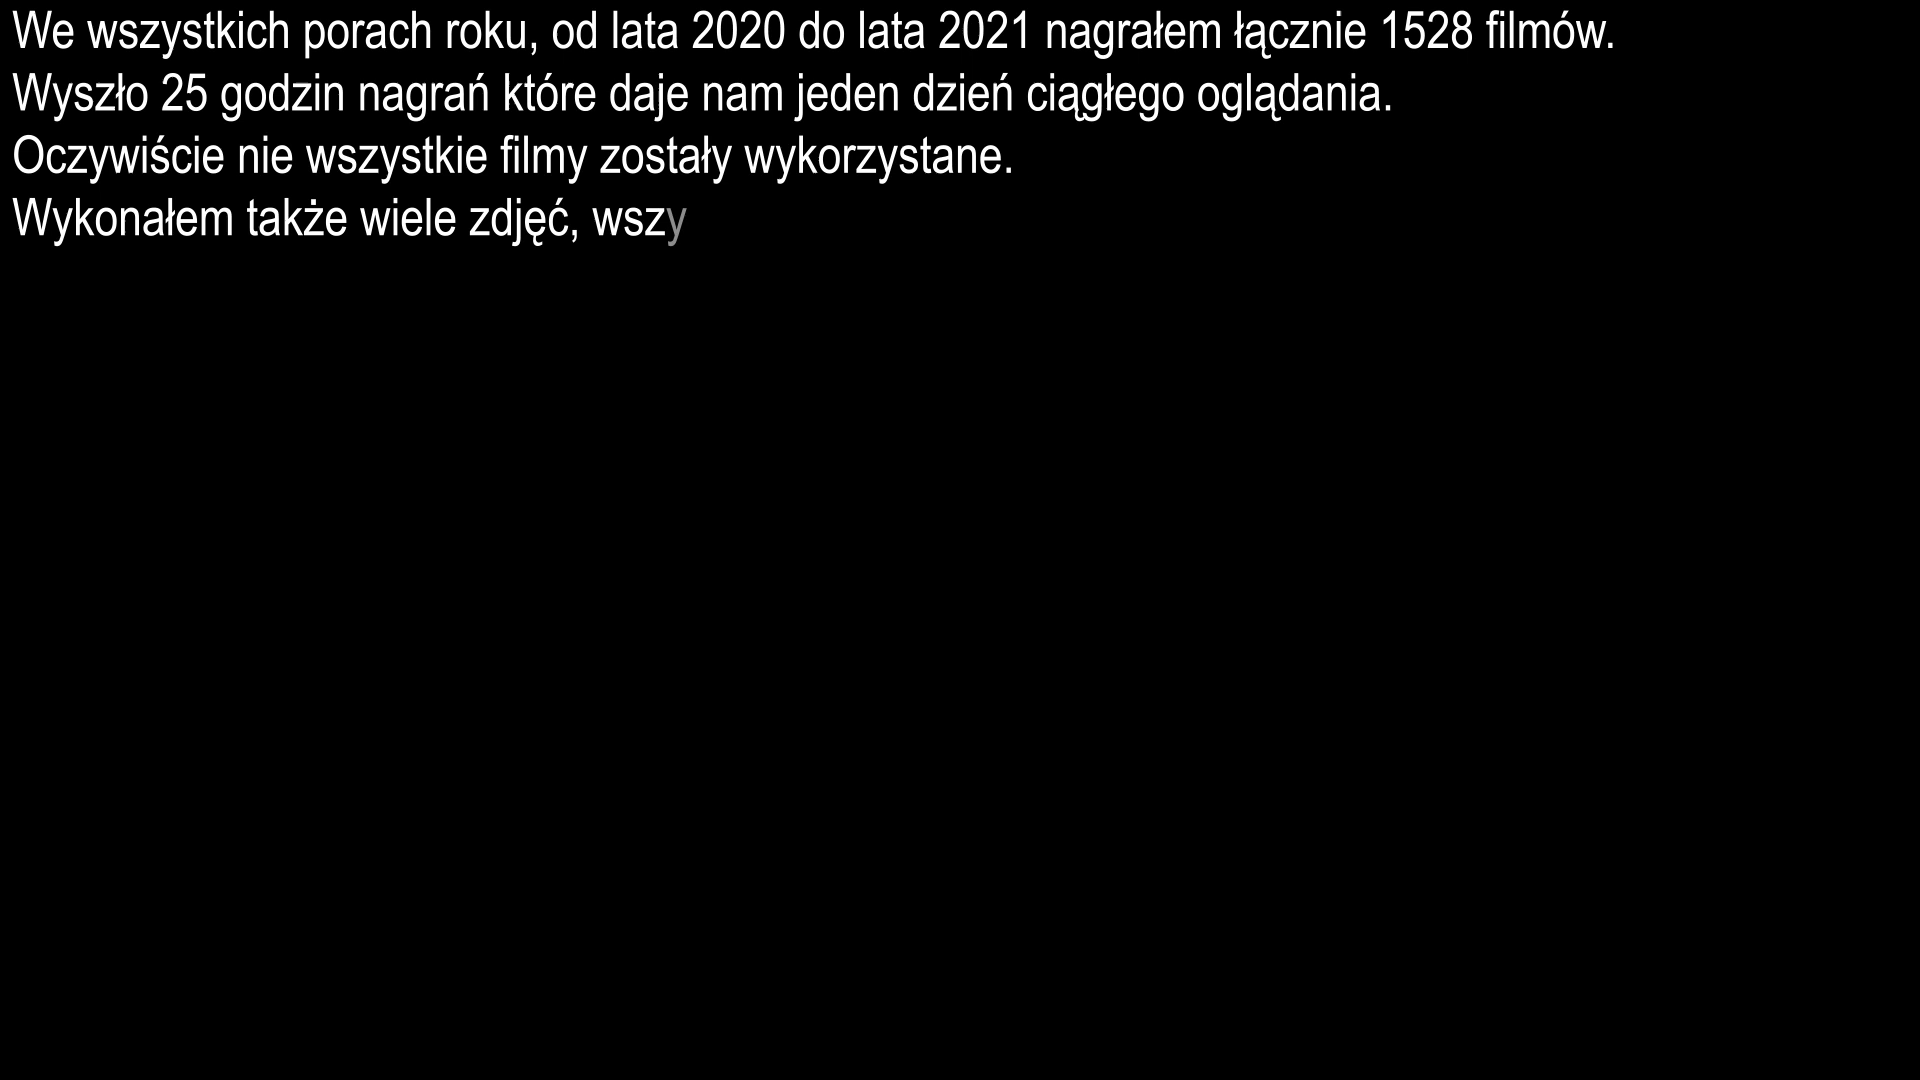 We wszystkich porach roku, od lata 2020 do lata 2021 nagrałem łącznie 1528 filmów.
Wyszło 25 godzin nagrań które daje nam jeden dzień ciągłego oglądania.
Oczywiście nie wszystkie filmy zostały wykorzystane.
Wykonałem także wiele zdjęć, wszy